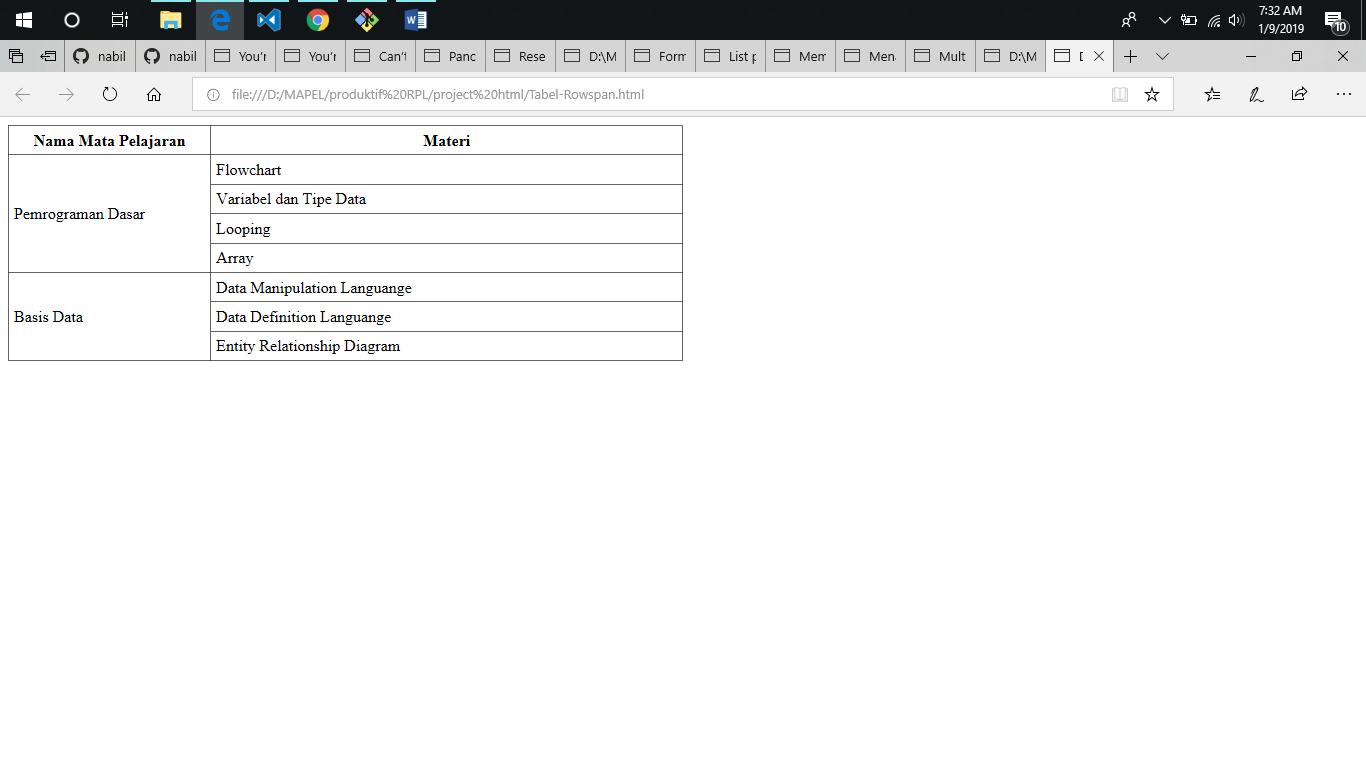 7:32 AM
1/9/2019
10
nabil nabil You'r You'r Can't Panc Rese D:\M Form List p Mem Men Mult D:\M
file:///D:/MAPEL/produktif%20RPL/project%20html/Tabel-Rowspan.html
Nama Mata Pelajaran Materi
Pemrograman Dasar
Flowchart
Variabel dan Tipe Data
Looping
Array
Basis Data
Data Manipulation Languange
Data Definition Languange
Entity Relationship Diagram